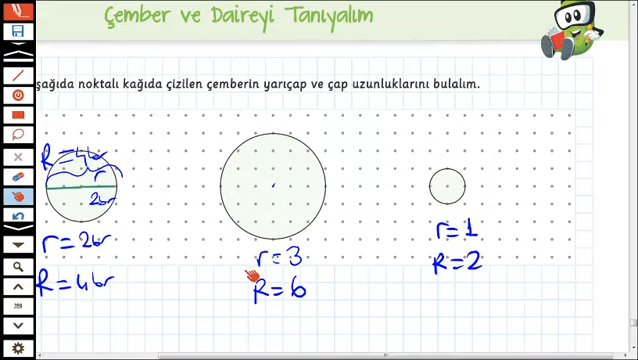 Çember ve Daireyi Tanıyalım
şağıda noktalı kağıda çizilen çemberin yarıçap ve çap uzunluklarını bulalım.
R = 4br
r
2br
r = 2br
R = 4br
r = 3
R = 6
r = 1
R = 2